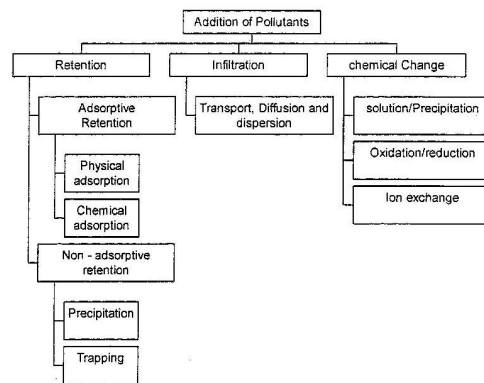 Addition of Pollutants
Retention
Infiltration
chemical Change
Adsorptive
Retention
Transport, Diffusion and
dispersion
solution/Precipitation
Physical
adsorption
Oxidation/reduction
Chemical
adsorption
Ion exchange
Non - adsorptive
retention
Precipitation
Trapping